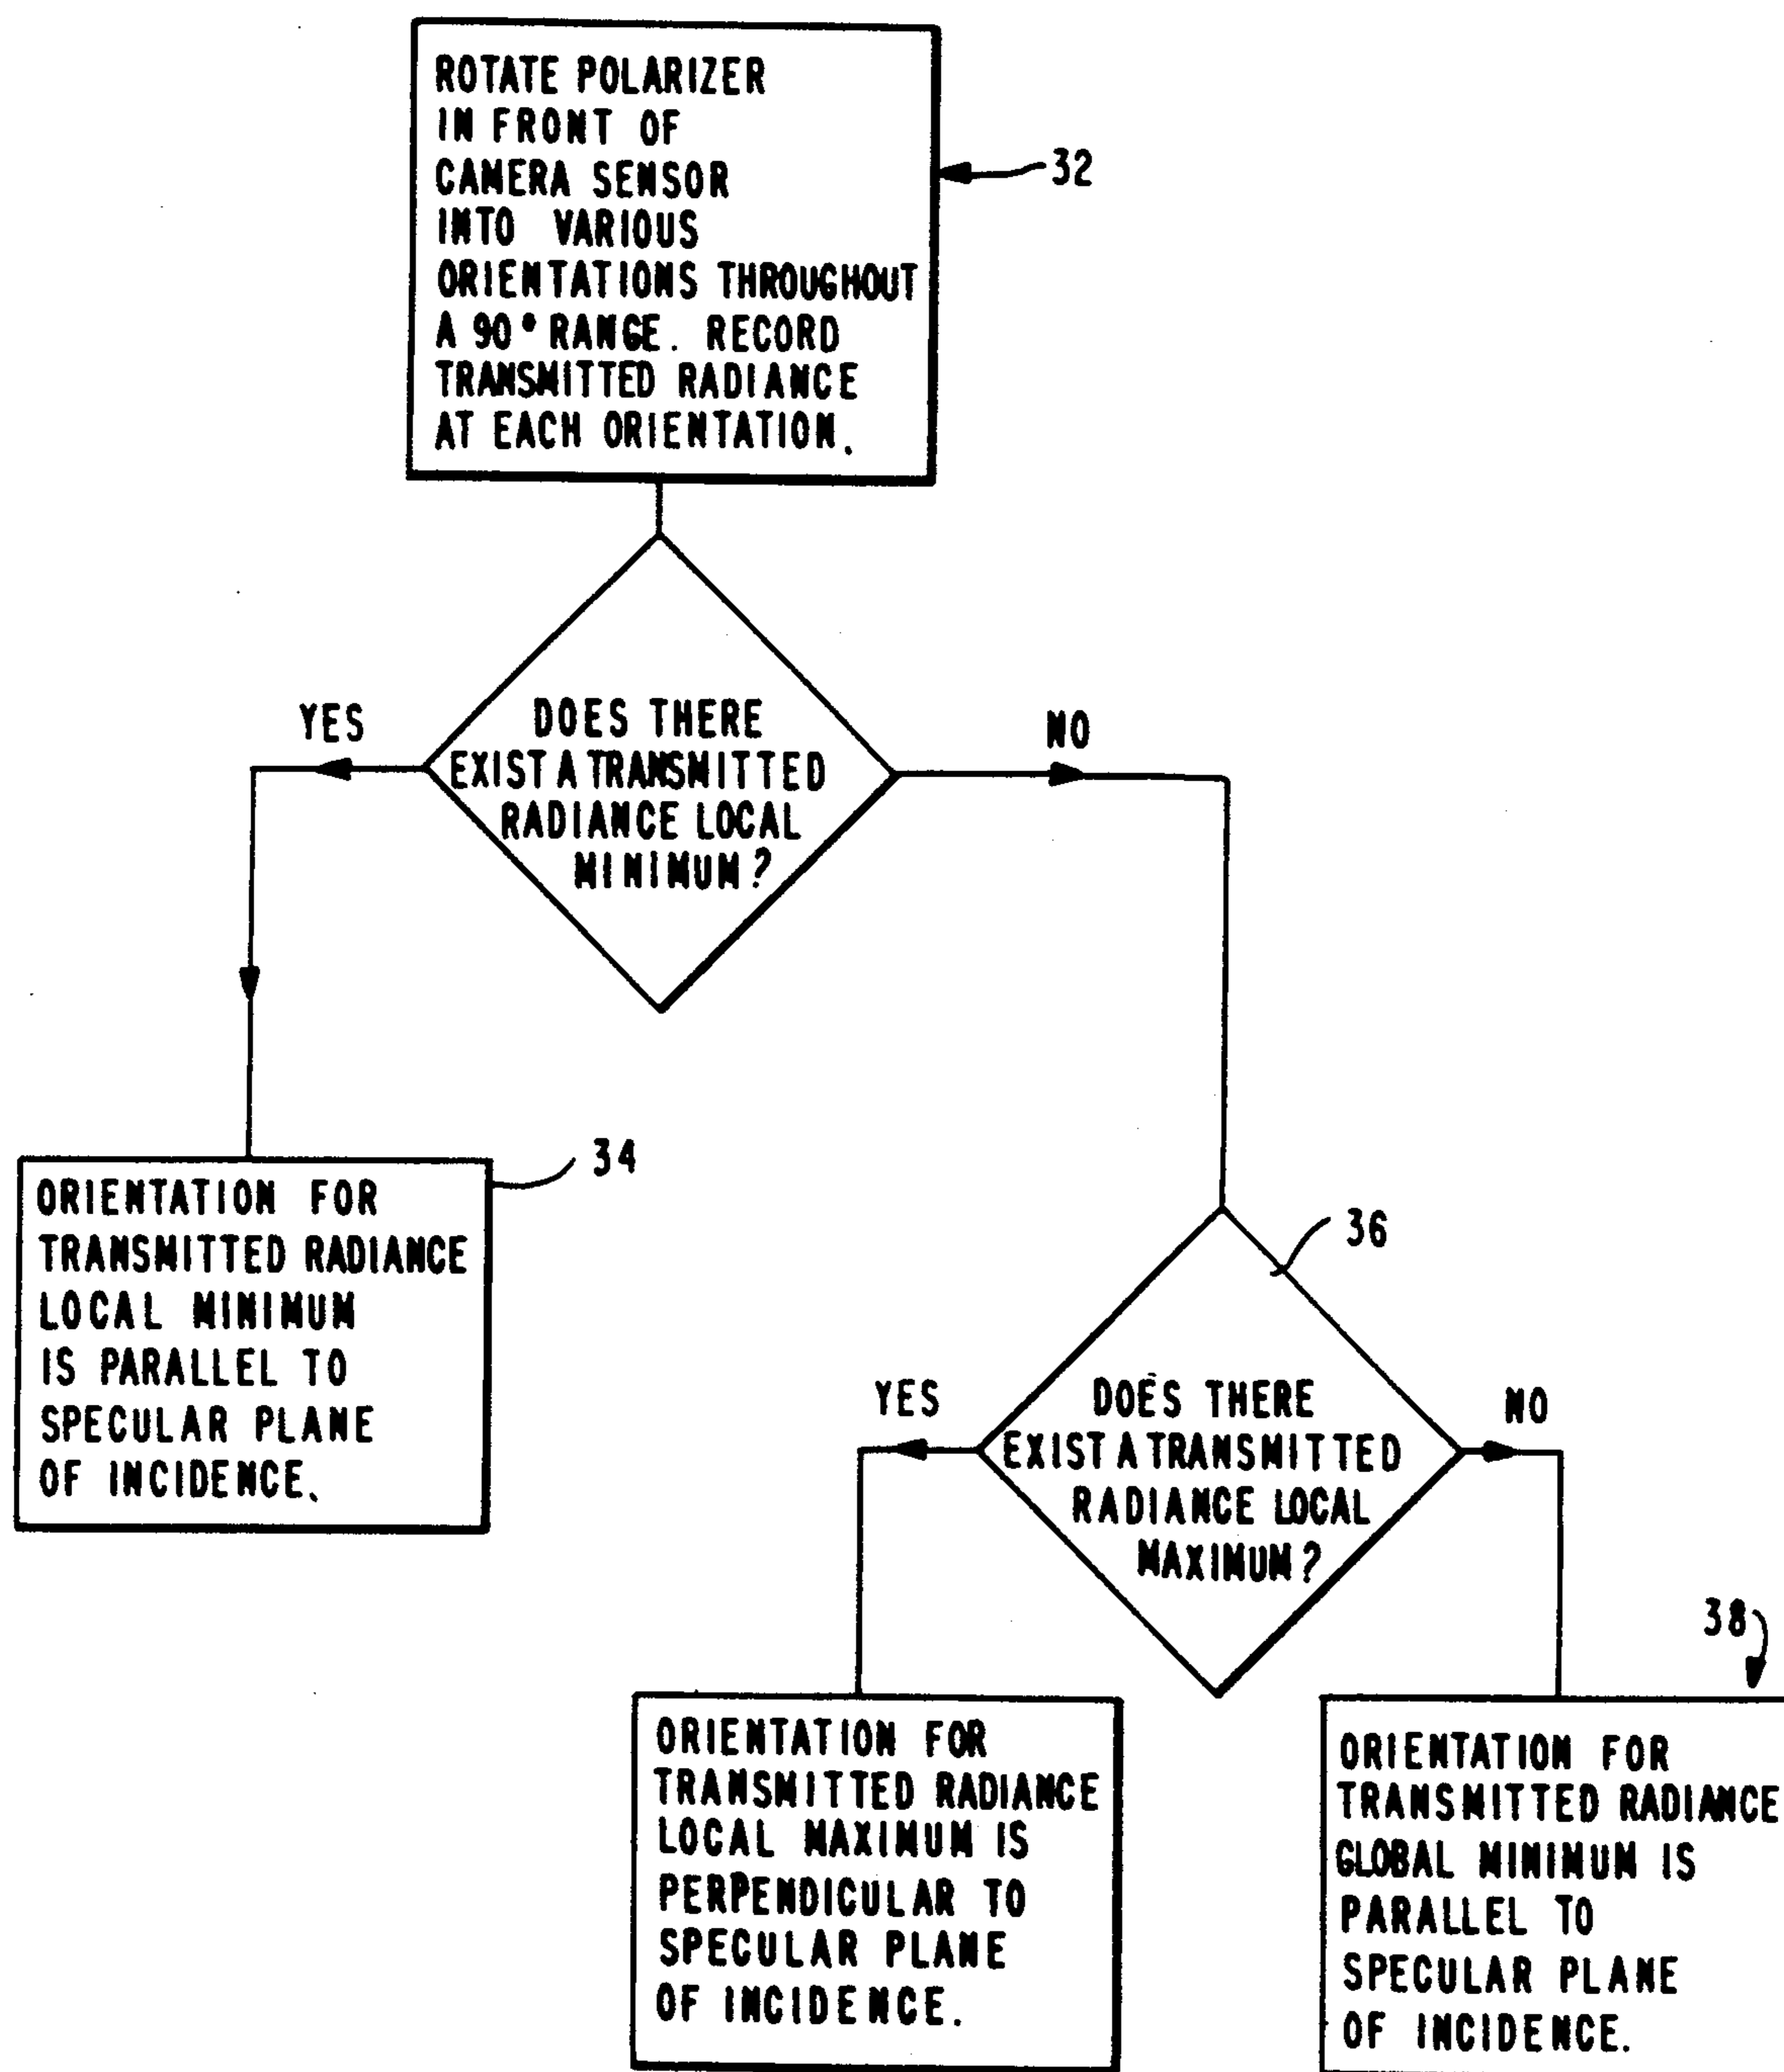 ROTATE POLARIZER
IN FRONT OF
CAMERA SENSOR
INTO VARIOUS
ORIENTATIONS THROUGHOUT
A 90° RANGE. RECORD
TRANSMITTED RADIANCE
AT EACH ORIENTATION.
32
YES
DOES THERE
EXIST A TRANSMITTED
RADIANCE LOCAL
MINIMUM?
NO
34
ORIENTATION FOR
TRANSMITTED RADIANCE
LOCAL MINIMUM
IS PARALLEL TO
SPECULAR PLANE
OF INCIDENCE.
36
YES
DOES THERE
EXIST A TRANSMITTED
RADIANCE LOCAL
MAXIMUM?
NO
38
ORIENTATION FOR
TRANSMITTED RADIANCE
LOCAL MAXIMUM IS
PERPENDICULAR TO
SPECULAR PLANE
OF INCIDENCE.
ORIENTATION FOR
TRANSMITTED RADIANCE
GLOBAL MINIMUM IS
PARALLEL TO
SPECULAR PLANE
OF INCIDENCE.